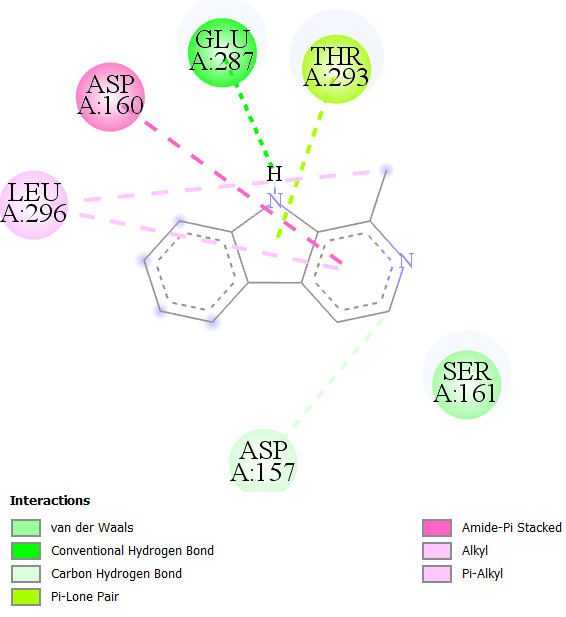 GLU
A:287
THR
A:293
ASP
A:160
H
LEU
A:296
N
N
SER
A:161
ASP
A:157
Interactions
van der Waals
Conventional Hydrogen Bond
Carbon Hydrogen Bond
Pi-Lone Pair
Amide-Pi Stacked
Alkyl
Pi-Alkyl